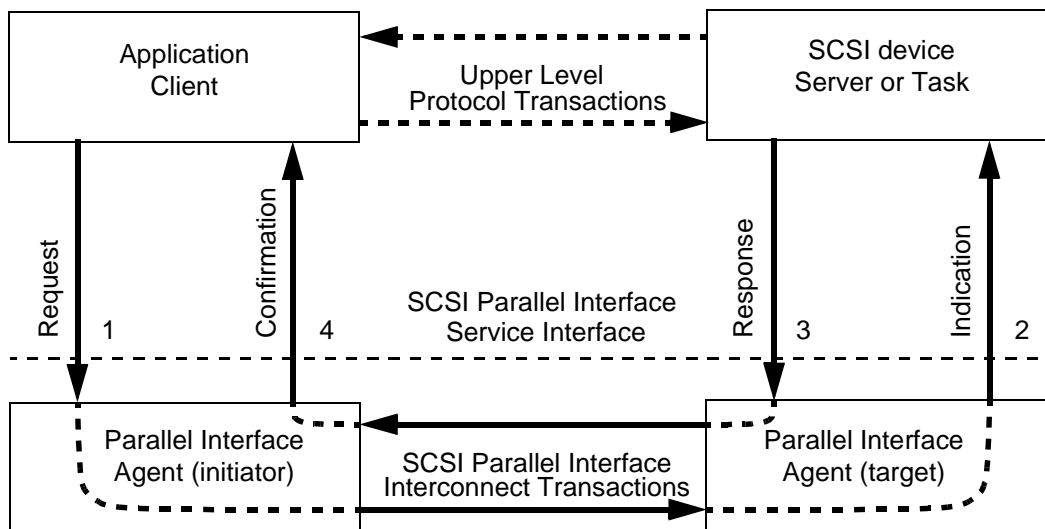 Application
Client
Upper Level
Protocol Transactions
SCSI device
Server or Task
Request
1
Confirmation
4
SCSI Parallel Interface
Service Interface
Response
3
Indication
2
Parallel Interface
Agent (initiator)
SCSI Parallel Interface
Interconnect Transactions
Parallel Interface
Agent (target)